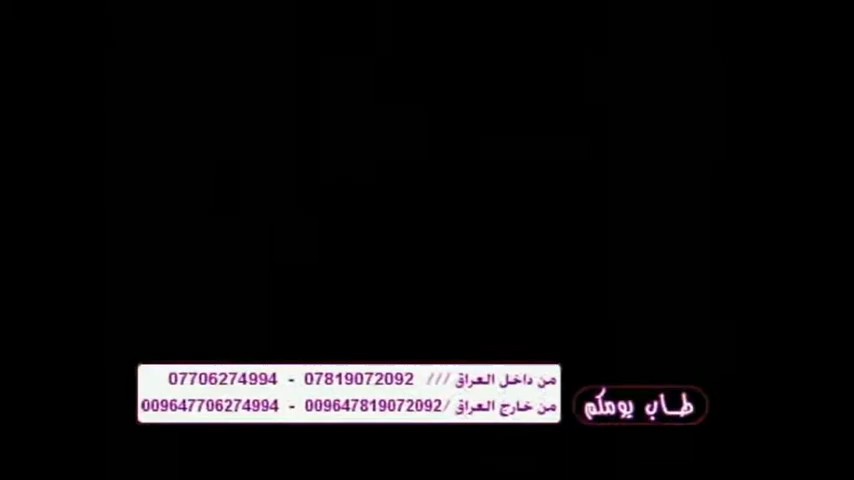 من داخل العراق /// 07819072092 - 07706274994
من خارج العراق/ 009647819072092 - 009647706274994
طاب يومكم